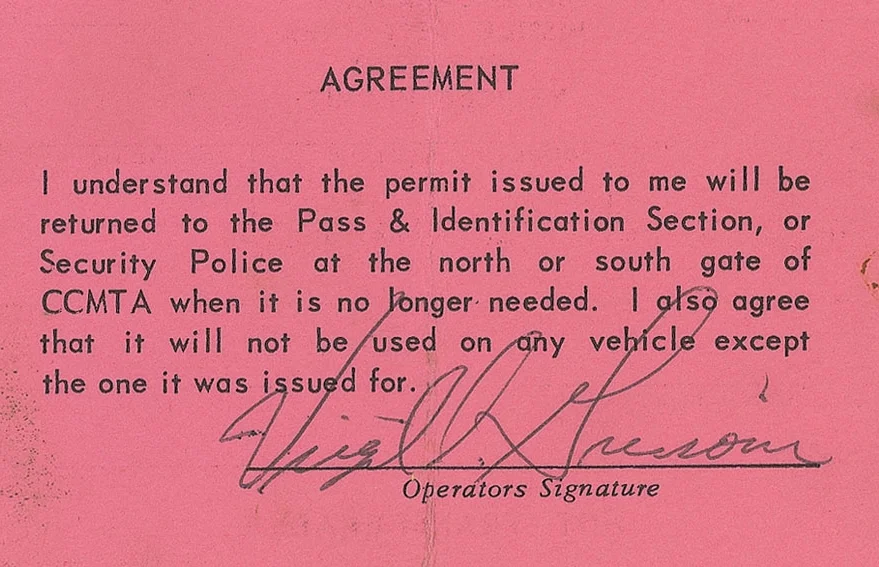 AGREEMENT
I understand that the permit issued to me will be
returned to the Pass & Identification Section, or
Security Police at the north or south gate of
CCMTA when it is no longer needed. I also agree
that it will not be used on any vehicle except
the one it was issued for.
Virgil I. Grissom
Operators Signature